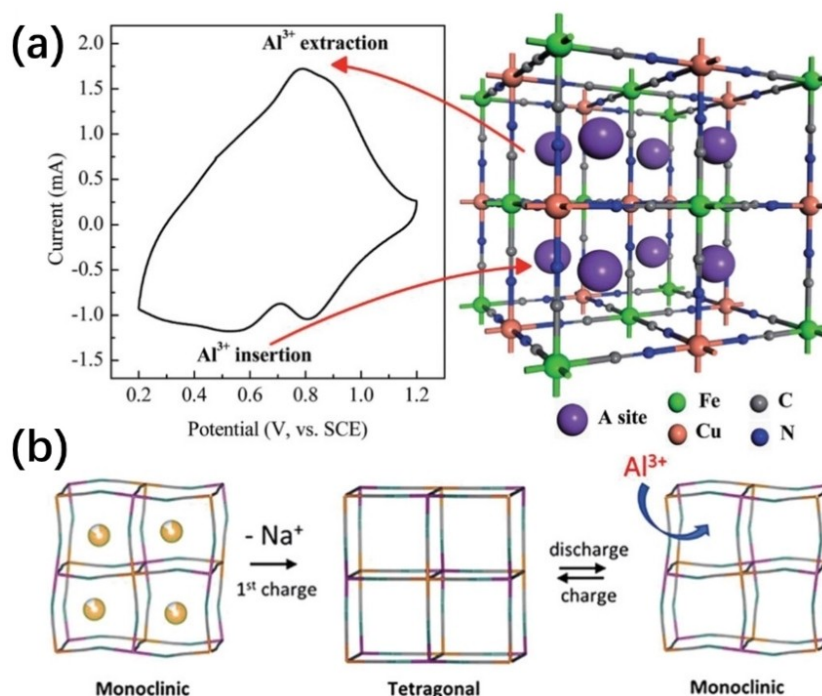 (a)
Al³⁺ extraction
2.0
1.5
1.0
0.5
0.0
-0.5
-1.0
-1.5
Current (mA)
Al³⁺ insertion
0.2 0.4 0.6 0.8 1.0 1.2
Potential (V, vs. SCE)
A site
Fe
C
Cu
N
(b)
- Na⁺
1st charge
Al³⁺
discharge
charge
Monoclinic
Tetragonal
Monoclinic